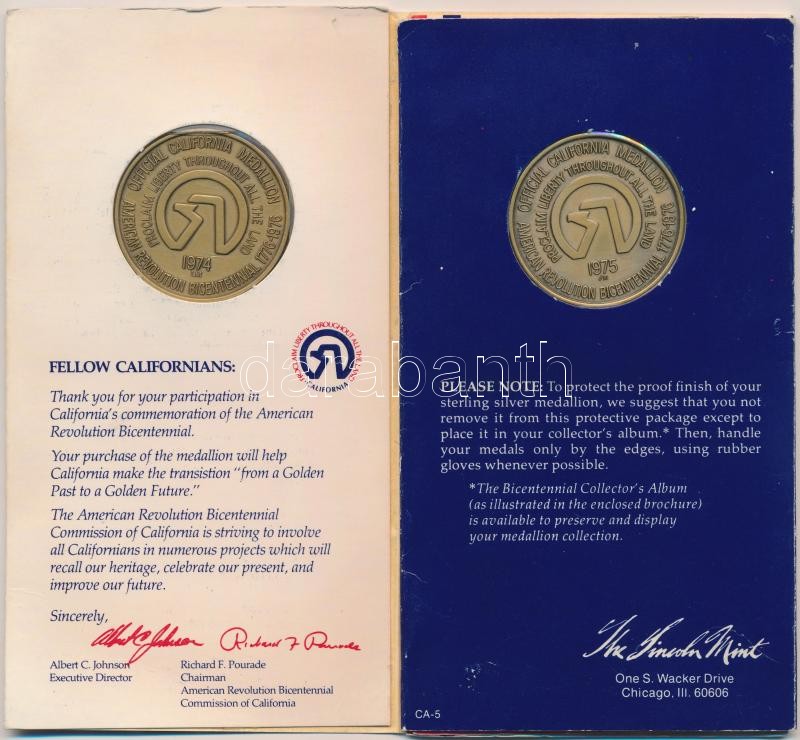 OFFICIAL CALIFORNIA MEDALLION
AMERICAN REVOLUTION BICENTENNIAL 1776-1976
PROCLAIM LIBERTY THROUGHOUT ALL THE LAND
1974
PROCLAIM LIBERTY THROUGHOUT ALL THE LAND
CALIFORNIA
FELLOW CALIFORNIANS:
Thank you for your participation in
California's commemoration of the American
Revolution Bicentennial.
Your purchase of the medallion will help
California make the transistion "from a Golden
Past to a Golden Future."
The American Revolution Bicentennial
Commission of California is striving to involve
all Californians in numerous projects which will
recall our heritage, celebrate our present, and
improve our future.
Sincerely,
Albert C. Johnson Richard F Pourade
Albert C. Johnson
Executive Director
Richard F. Pourade
Chairman
American Revolution Bicentennial
Commission of California
OFFICIAL CALIFORNIA MEDALLION
AMERICAN REVOLUTION BICENTENNIAL 1776-1976
PROCLAIM LIBERTY THROUGHOUT ALL THE LAND
1975
PLEASE NOTE: To protect the proof finish of your
sterling silver medallion, we suggest that you not
remove it from this protective package except to
place it in your collector's album.* Then, handle
your medals only by the edges, using rubber
gloves whenever possible.
*The Bicentennial Collector's Album
(as illustrated in the enclosed brochure)
is available to preserve and display
your medallion collection.
The Lincoln Mint
One S. Wacker Drive
Chicago, Ill. 60606
CA-5
darabanth